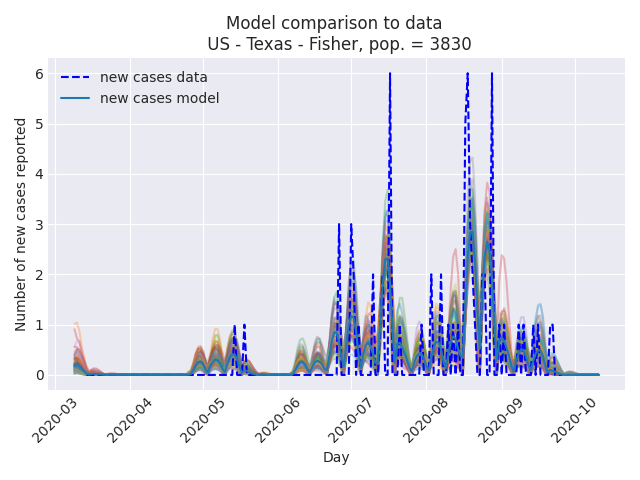 Model comparison to data
US - Texas - Fisher, pop. = 3830
new cases data
new cases model
Number of new cases reported
6
5
4
3
2
1
0
2020-03
2020-04
2020-05
2020-06
2020-07
2020-08
2020-09
2020-10
Day